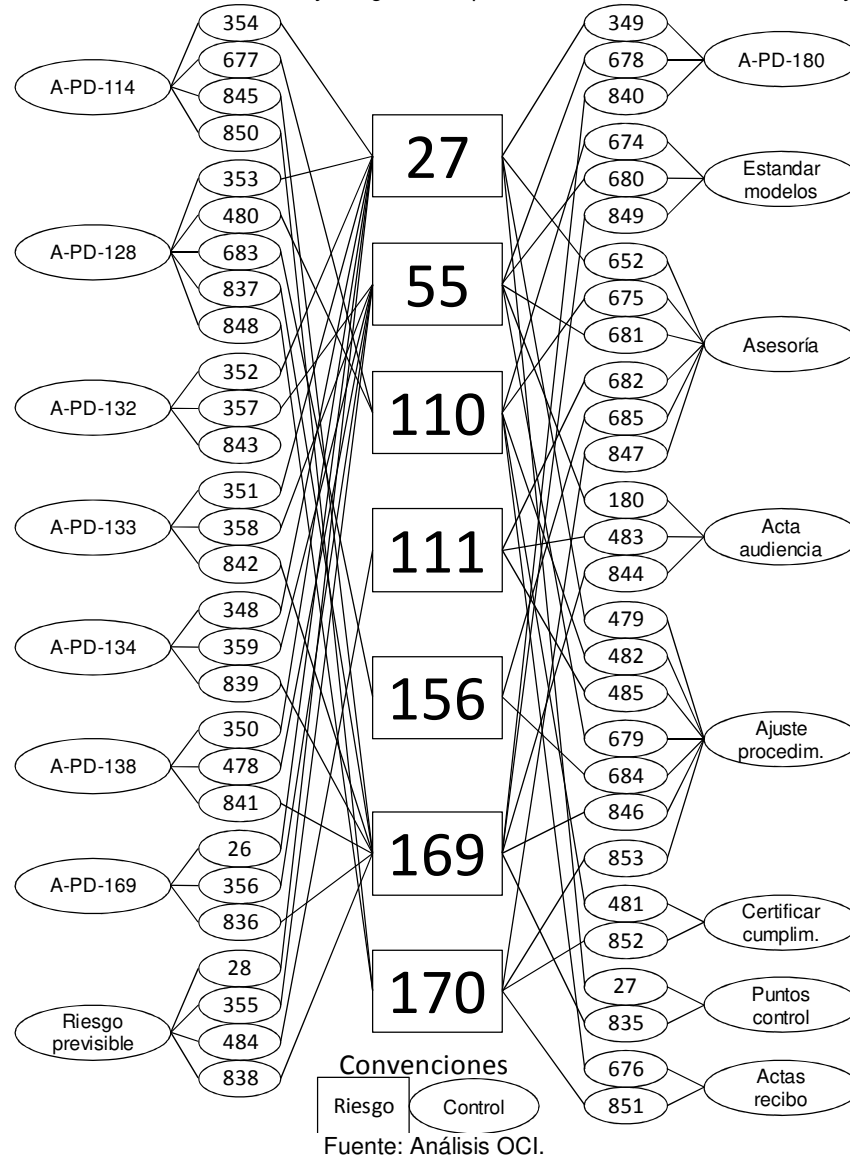 354
677
A-PD-114
845
850
353
480
A-PD-128
683
837
848
352
A-PD-132
357
843
351
A-PD-133
358
842
348
A-PD-134
359
839
350
A-PD-138
478
841
26
A-PD-169
356
836
28
355
Riesgo
previsible
484
838
27
55
110
111
156
169
170
349
678
A-PD-180
840
674
680
Estandar
modelos
849
652
675
681
Asesoría
682
685
847
180
483
Acta
audiencia
844
479
482
485
679
Ajuste
procedim.
684
846
853
481
852
Certificar
cumplim.
27
835
Puntos
control
676
851
Actas
recibo
Convenciones
Riesgo
Control
Fuente: Análisis OCI.